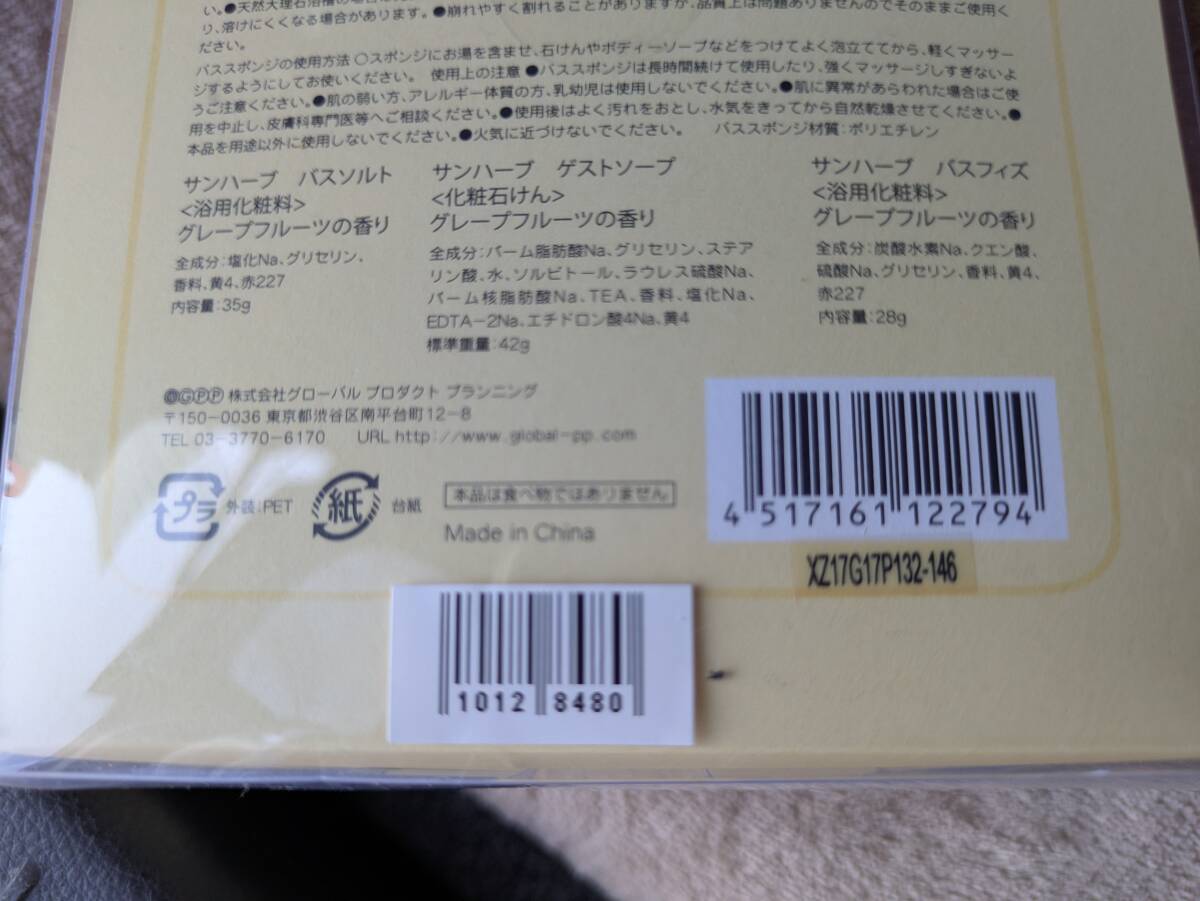 い。●天然大理石浴槽の場合は
り、溶けにくくなる場合があります。●崩れやすく割れることがありますが、品質上は問題ありませんのでそのままご使用く
ださい。
バススポンジの使用方法 ○スポンジにお湯を含ませ、石けんやボディーソープなどをつけてよく泡立ててから、軽くマッサー
ジするようにしてお使いください。 使用上の注意 ●バススポンジは長時間続けて使用したり、強くマッサージしすぎないよ
うご注意ください。●肌の弱い方、アレルギー体質の方、乳幼児は使用しないでください。●肌に異常があらわれた場合はご使
用を中止し、皮膚科専門医等へご相談ください。●使用後はよく汚れをおとし、水気をきってから自然乾燥させてください。●
本品を用途以外に使用しないでください。●火気に近づけないでください。 バススポンジ材質:ポリエチレン
サンハーブ バスソルト
<浴用化粧料>
グレープフルーツの香り
全成分:塩化Na、グリセリン、
香料、黄4、赤227
内容量:35g
サンハーブ ゲストソープ
<化粧石けん>
グレープフルーツの香り
全成分:パーム脂肪酸Na、グリセリン、ステア
リン酸、水、ソルビトール、ラウレス硫酸Na、
パーム核脂肪酸Na、TEA、香料、塩化Na、
EDTA-2Na、エチドロン酸4Na、黄4
標準重量:42g
サンハーブ バスフィズ
<浴用化粧料>
グレープフルーツの香り
全成分:炭酸水素Na、クエン酸、
硫酸Na、グリセリン、香料、黄4、
赤227
内容量:28g
GPP 株式会社グローバル プロダクト プランニング
〒150-0036 東京都渋谷区南平台町12-8
TEL 03-3770-6170 URL http://www.global-pp.com
プラ 外装:PET 紙 台紙
本品は食べ物ではありません
Made in China
4 517161 122794
XZ17G17P132-146
1012 8480